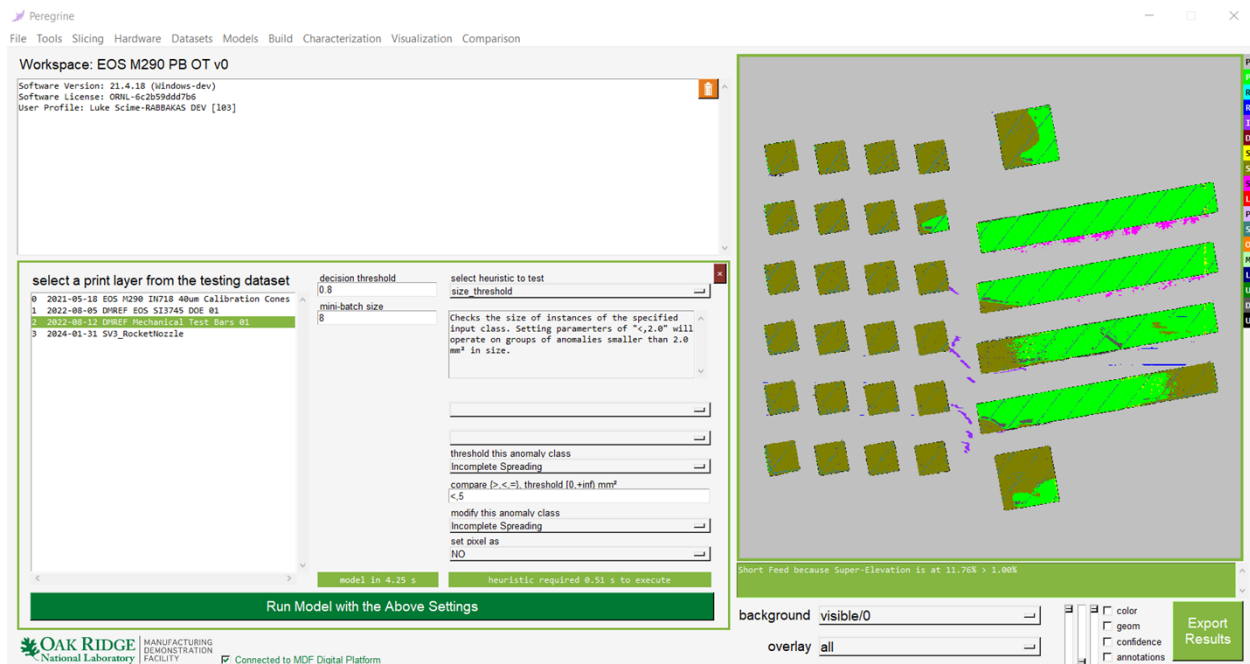 Peregrine
File Tools Slicing Hardware Datasets Models Build Characterization Visualization Comparison
Workspace: EOS M290 PB OT v0
Software Version: 21.4.18 (Windows-dev)
Software License: ORNL-6c2b59ddd7b6
User Profile: Luke Scime-RABBAKAS DEV [l03]
select a print layer from the testing dataset
0 2021-05-18 EOS M290 IN718 40um Calibration Cones
1 2022-08-05 DMREF EOS SI3745 DOE 01
2 2022-08-12 DMREF Mechanical Test Bars 01
3 2024-01-31 SV3_RocketNozzle
decision threshold
0.8
mini-batch size
8
model in 4.25 s
select heuristic to test
size_threshold
Checks the size of instances of the specified
input class. Setting paramerters of "<,2.0" will
operate on groups of anomalies smaller than 2.0
mm² in size.
threshold this anomaly class
Incomplete Spreading
compare {>,<,=}, threshold [0,+inf) mm²
<,5
modify this anomaly class
Incomplete Spreading
set pixel as
NO
heuristic required 0.51 s to execute
Run Model with the Above Settings
OAK RIDGE
National Laboratory
MANUFACTURING
DEMONSTRATION
FACILITY
Connected to MDF Digital Platform
Short Feed because Super-Elevation is at 11.76% > 1.00%
background visible/0
overlay all
color
geom
confidence
annotations
Export
Results